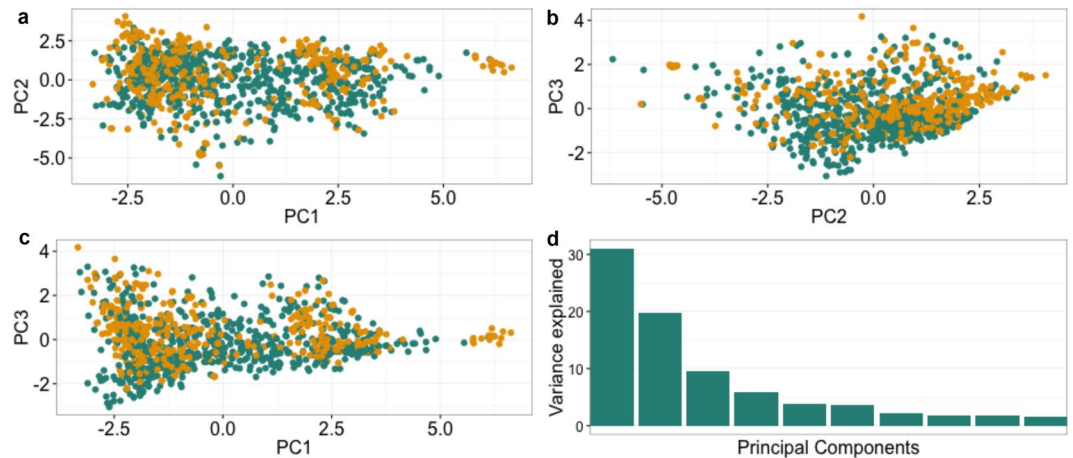 a
2.5
0.0
-2.5
-5.0
PC2
-2.5 0.0 2.5 5.0
PC1
b
4
2
0
-2
PC3
-5.0 -2.5 0.0 2.5
PC2
c
4
2
0
-2
PC3
-2.5 0.0 2.5 5.0
PC1
d
30
20
10
0
Variance explained
Principal Components